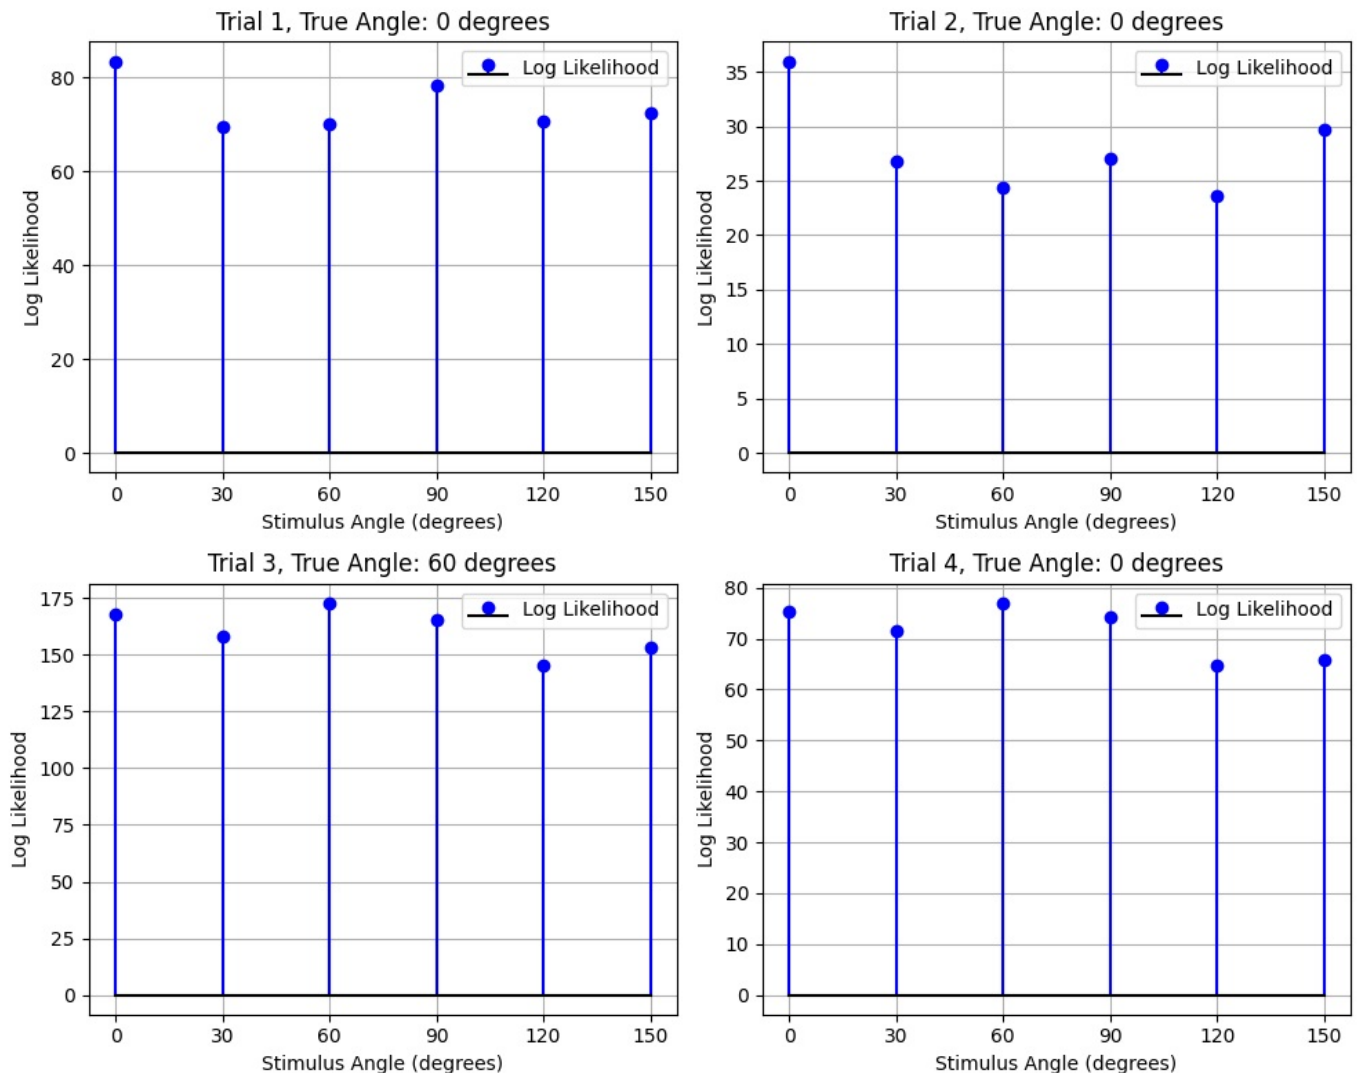 Trial 1, True Angle: 0 degrees
Log Likelihood
80
60
40
20
0
Log Likelihood
0 30 60 90 120 150
Stimulus Angle (degrees)
Trial 2, True Angle: 0 degrees
Log Likelihood
35
30
25
20
15
10
5
0
Log Likelihood
0 30 60 90 120 150
Stimulus Angle (degrees)
Trial 3, True Angle: 60 degrees
Log Likelihood
175
150
125
100
75
50
25
0
Log Likelihood
0 30 60 90 120 150
Stimulus Angle (degrees)
Trial 4, True Angle: 0 degrees
Log Likelihood
80
70
60
50
40
30
20
10
0
Log Likelihood
0 30 60 90 120 150
Stimulus Angle (degrees)